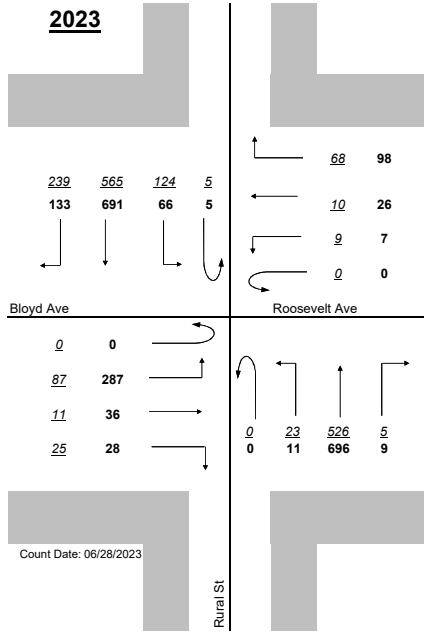 2023
239 565 124 5
133 691 66 5
68 98
10 26
9 7
0 0
Bloyd Ave
Roosevelt Ave
0 0
87 287
11 36
25 28
0 23 526 5
0 11 696 9
Count Date: 06/28/2023
Rural St